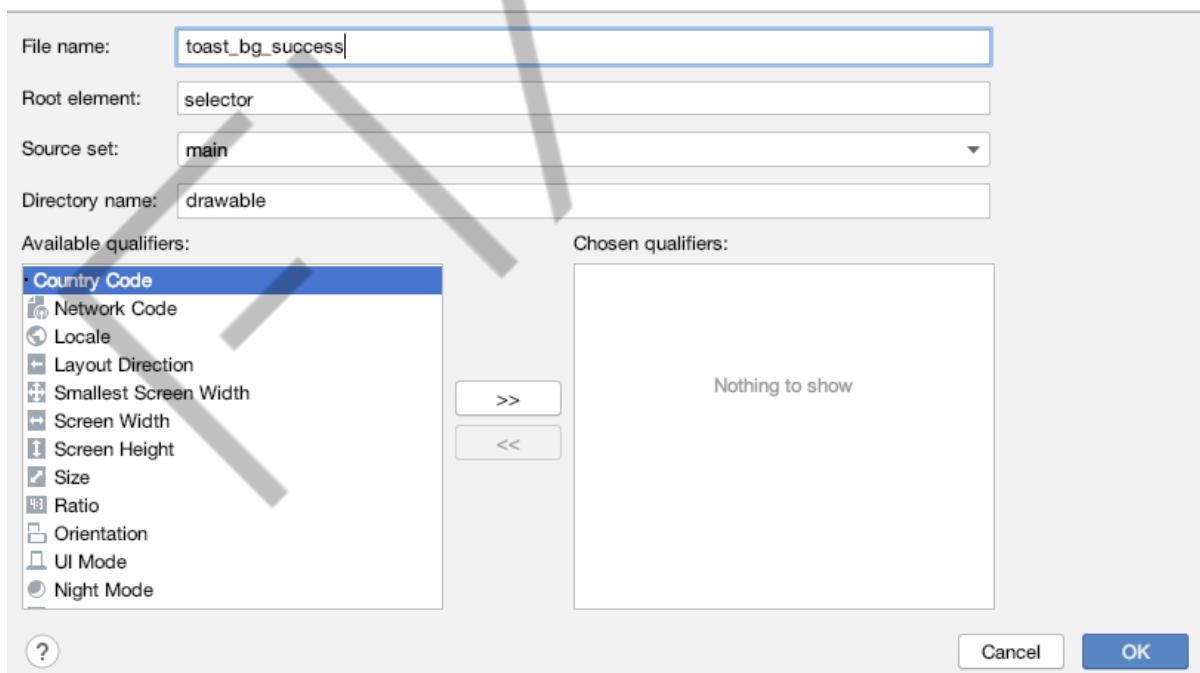 File name: toast_bg_success
Root element: selector
Source set: main
Directory name: drawable
Available qualifiers: Chosen qualifiers:
Country Code
Network Code
Locale
Layout Direction
Smallest Screen Width
Nothing to show
>>
Screen Width
Screen Height
<<
Size
Ratio
Orientation
UI Mode
Night Mode
? Cancel OK